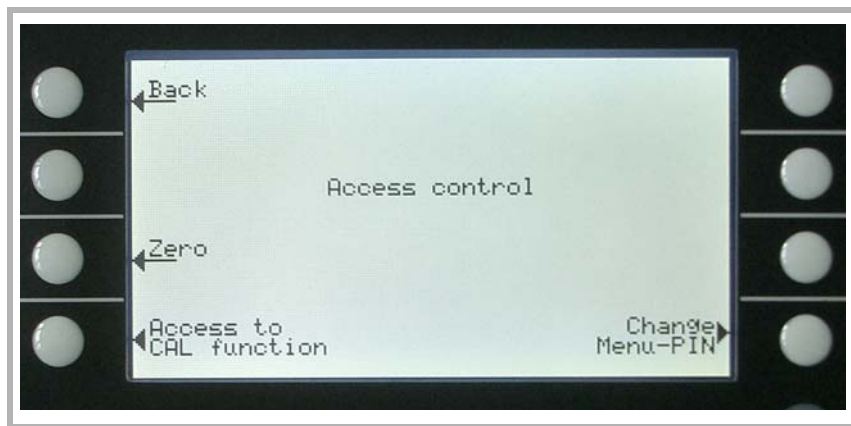 Back
Access control
Zero
Access to
CAL function
Change
Menu-PIN